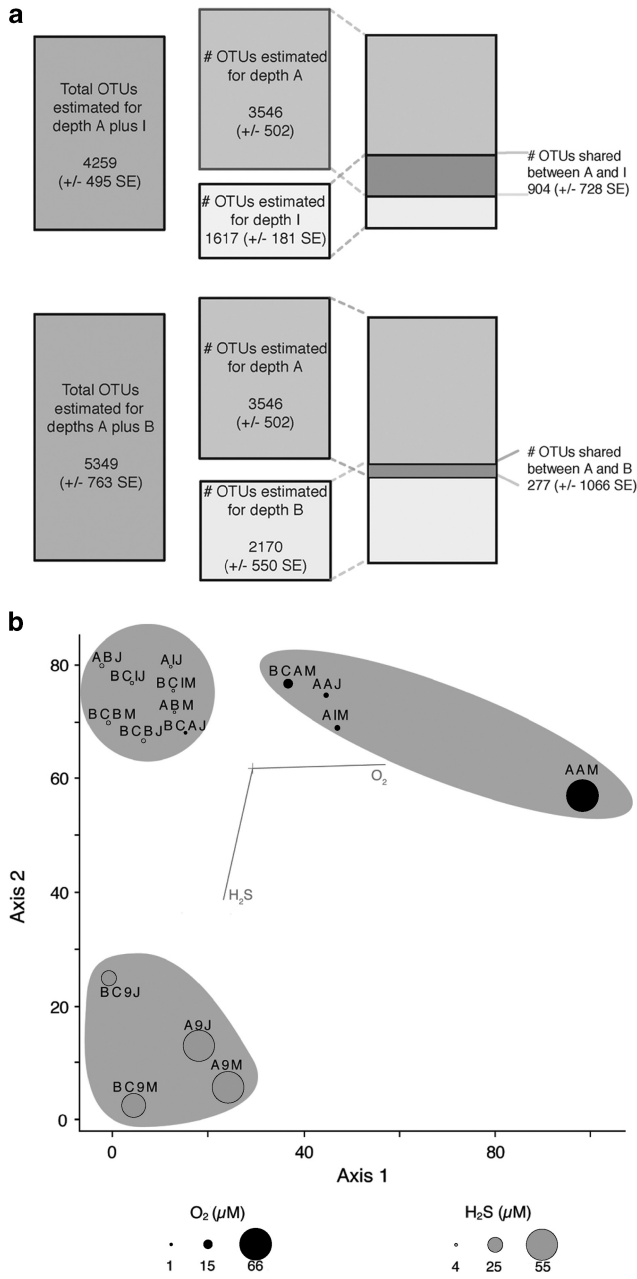 a
Total OTUs
estimated for
depth A plus I
4259
(+/- 495 SE)
# OTUs estimated
for depth A
3546
(+/- 502)
# OTUs estimated
for depth I
1617 (+/- 181 SE)
# OTUs shared
between A and I
904 (+/- 728 SE)
Total OTUs
estimated for
depths A plus B
5349
(+/- 763 SE)
# OTUs estimated
for depth A
3546
(+/- 502)
# OTUs estimated
for depth B
2170
(+/- 550 SE)
# OTUs shared
between A and B
277 (+/- 1066 SE)
b
Axis 2
80
60
40
20
0
ABJ
AIJ
BCIJ
BCIM
ABM
BCBM
BCBJ
BCAJ
BCAM
AAJ
AIM
AAM
O2
H2S
BC9J
A9J
A9M
BC9M
0
40
80
Axis 1
O2 (µM)
1
15
66
H2S (µM)
4
25
55